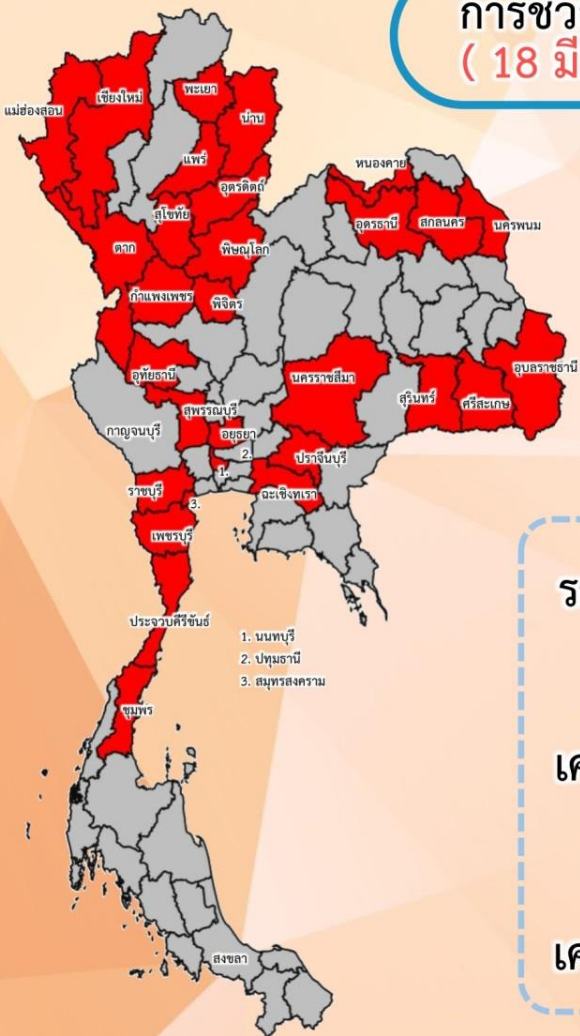 การช่ว
( 18 มี
แม่ฮ่องสอน
เชียงใหม่
พะเยา
น่าน
แพร่
อุตรดิตถ์
สุโขทัย
ตาก
พิษณุโลก
กำแพงเพชร
พิจิตร
หนองคาย
อุดรธานี
สกลนคร
นครพนม
อุทัยธานี
นครราชสีมา
สุรินทร์
ศรีสะเกษ
อุบลราชธานี
สุพรรณบุรี
กาญจนบุรี
อยุธยา
2.
1.
ปราจีนบุรี
ฉะเชิงเทรา
ราชบุรี
3.
เพชรบุรี
ประจวบคีรีขันธ์
1. นนทบุรี
2. ปทุมธานี
3. สมุทรสงคราม
ชุมพร
สงขลา
ร
เค
เค